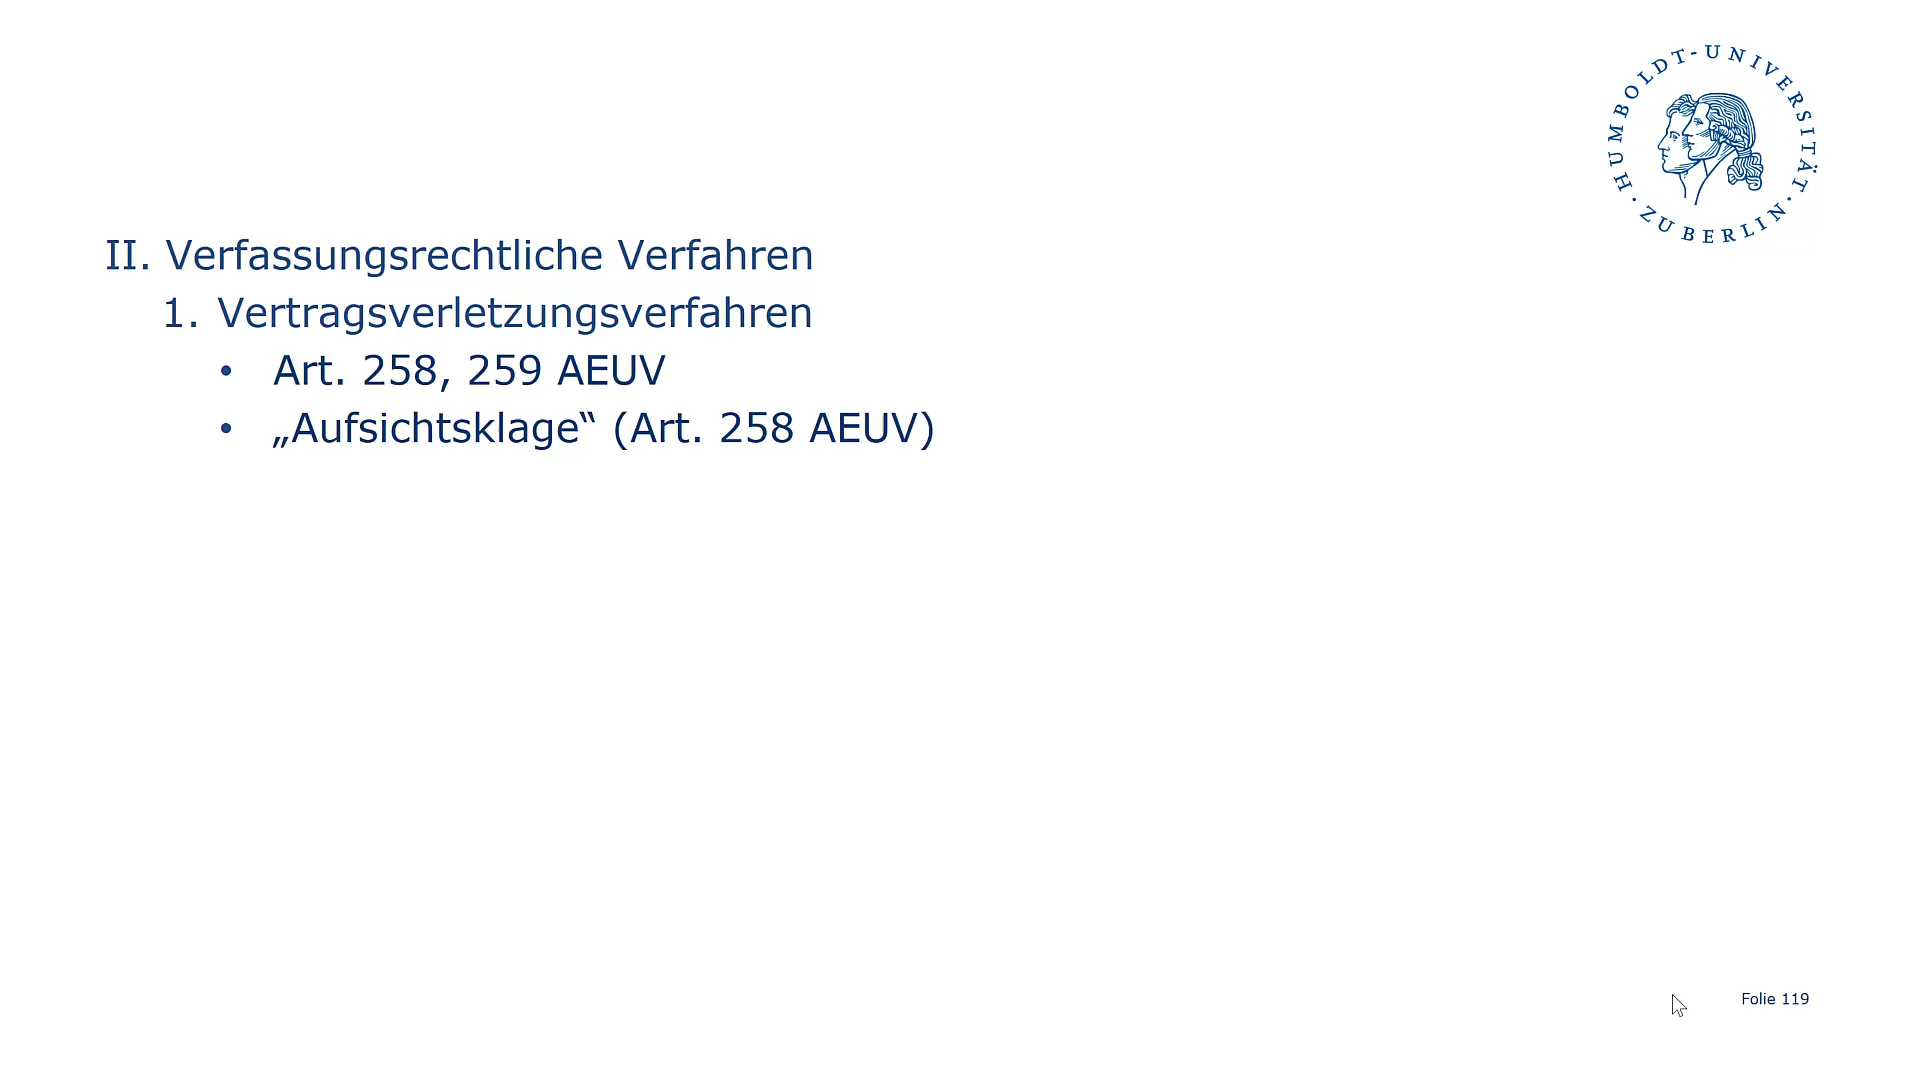 HUMBOLDT-UNIVERSITÄT · ZU BERLIN ·
II. Verfassungsrechtliche Verfahren
1. Vertragsverletzungsverfahren
• Art. 258, 259 AEUV
• „Aufsichtsklage“ (Art. 258 AEUV)
Folie 119